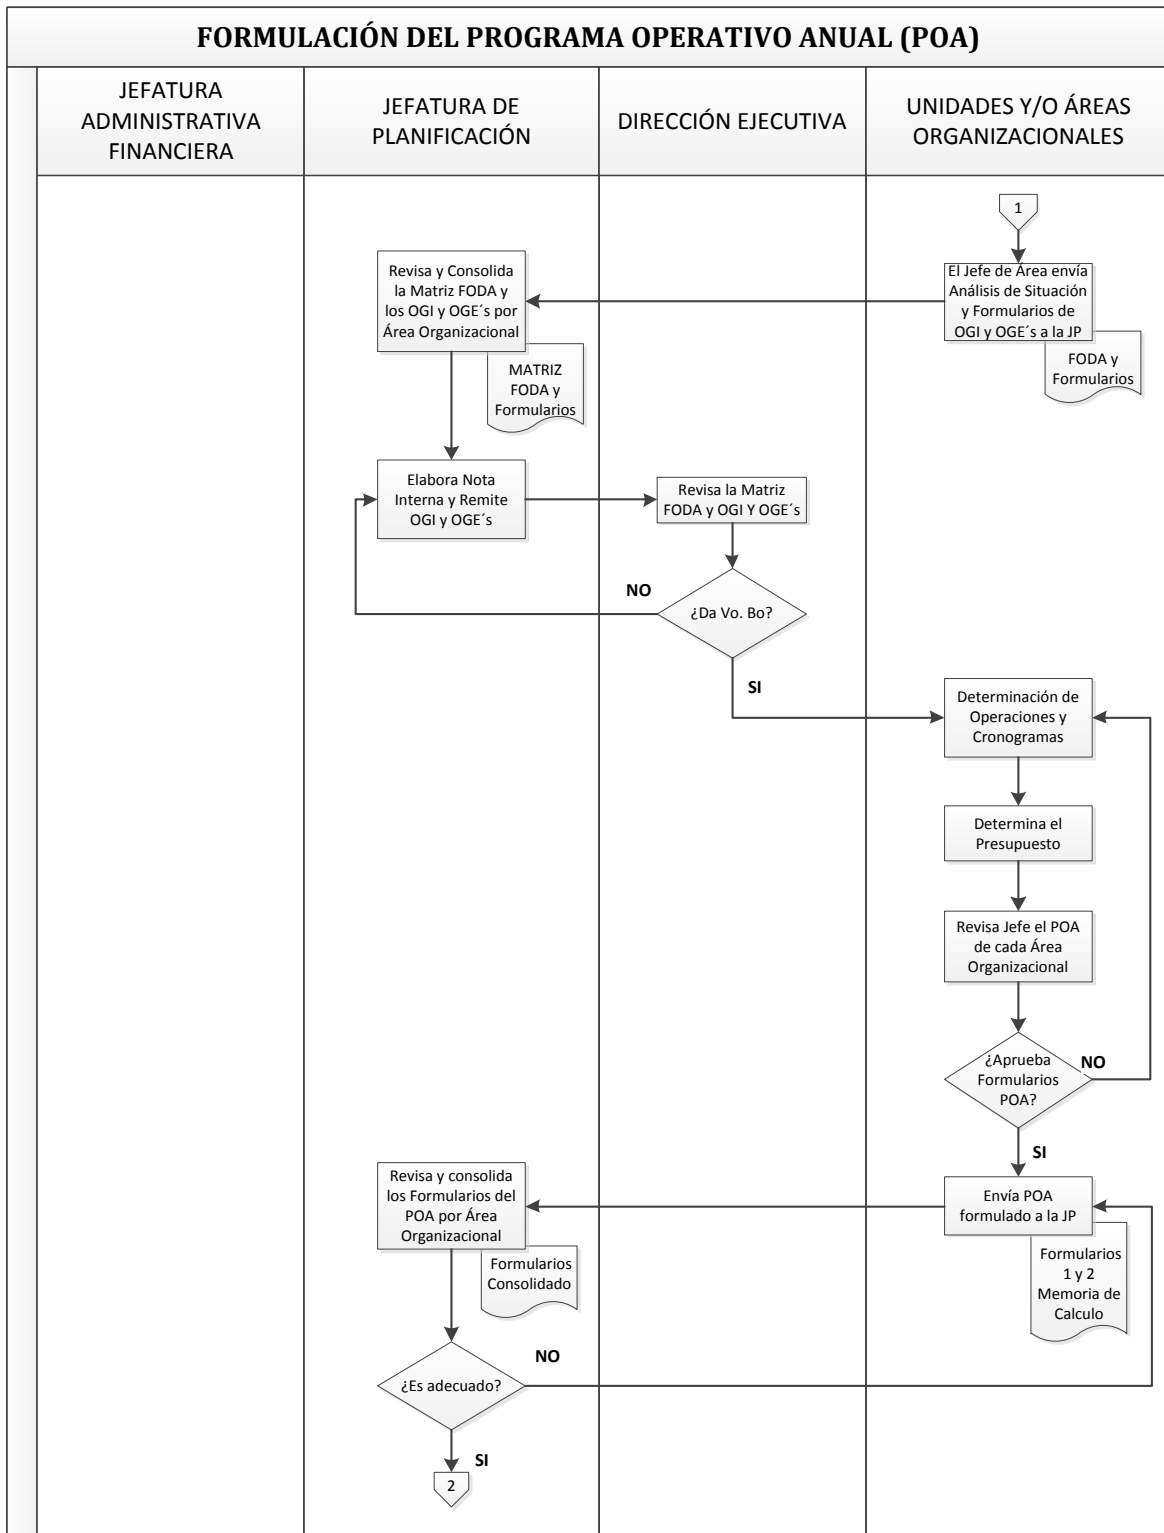 FORMULACIÓN DEL PROGRAMA OPERATIVO ANUAL (POA)
JEFATURA
ADMINISTRATIVA
FINANCIERA
JEFATURA DE
PLANIFICACIÓN
DIRECCIÓN EJECUTIVA
UNIDADES Y/O ÁREAS
ORGANIZACIONALES
1
El Jefe de Área envía
Análisis de Situación
y Formularios de
OGI y OGE´s a la JP
FODA y
Formularios
Revisa y Consolida
la Matriz FODA y
los OGI y OGE´s por
Área Organizacional
MATRIZ
FODA y
Formularios
Elabora Nota
Interna y Remite
OGI y OGE´s
Revisa la Matriz
FODA y OGI Y OGE´s
¿Da Vo. Bo?
NO
SI
Determinación de
Operaciones y
Cronogramas
Determina el
Presupuesto
Revisa Jefe el POA
de cada Área
Organizacional
¿Aprueba
Formularios
POA?
NO
SI
Envía POA
formulado a la JP
Formularios
1 y 2
Memoria de
Calculo
Revisa y consolida
los Formularios del
POA por Área
Organizacional
Formularios
Consolidado
¿Es adecuado?
NO
SI
2